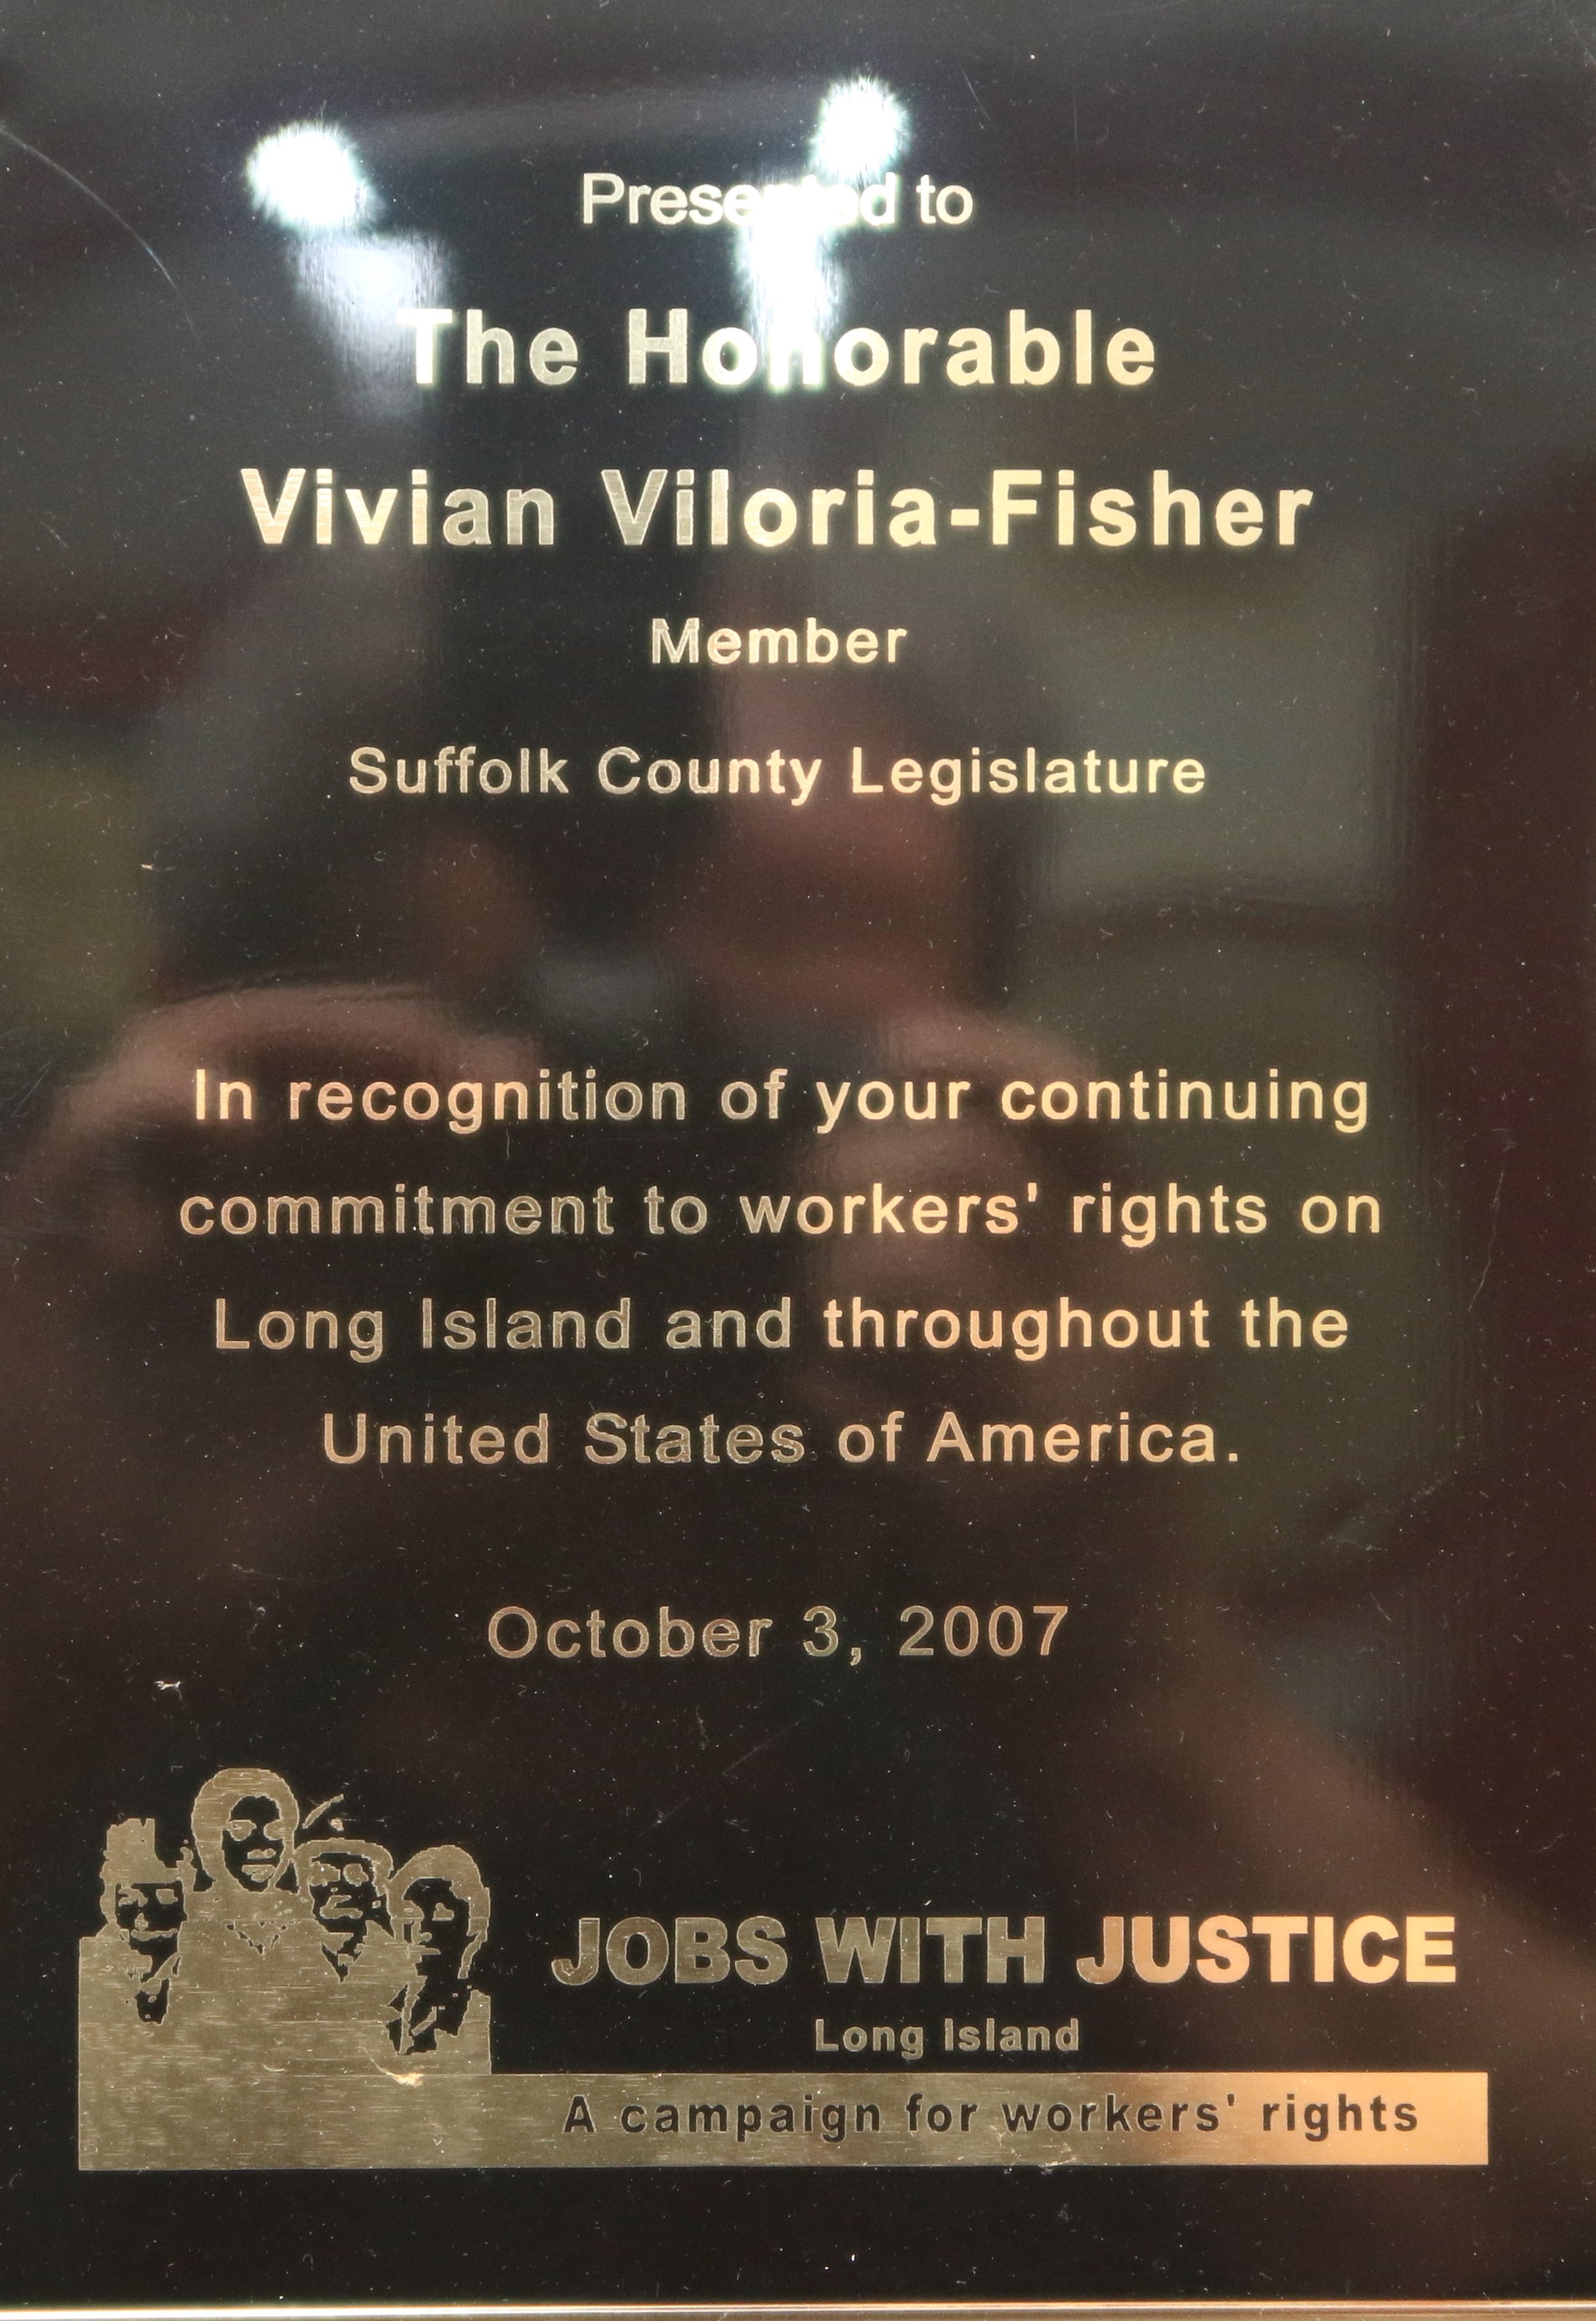 Presented to
The Honorable
Vivian Viloria-Fisher
Member
Suffolk County Legislature
In recognition of your continuing
commitment to workers' rights on
Long Island and throughout the
United States of America.
October 3, 2007
JOBS WITH JUSTICE
Long Island
A campaign for workers' rights